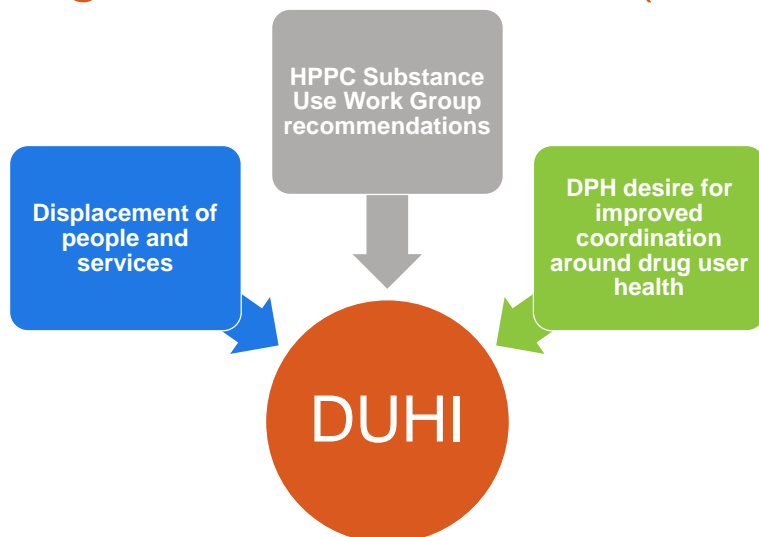 HPPC Substance
Use Work Group
recommendations
Displacement of
people and
services
DPH desire for
improved
coordination
around drug user
health
DUHI